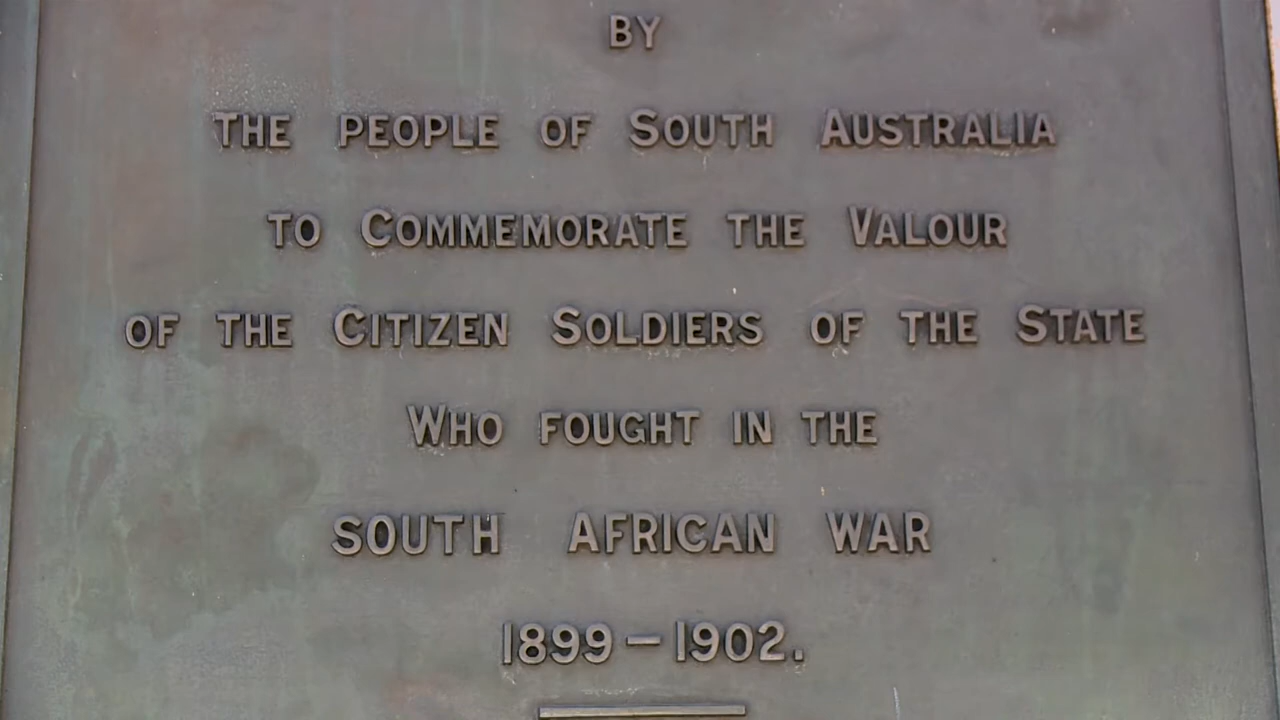 BY
THE PEOPLE OF SOUTH AUSTRALIA
TO COMMEMORATE THE VALOUR
OF THE CITIZEN SOLDIERS OF THE STATE
WHO FOUGHT IN THE
SOUTH AFRICAN WAR
1899 – 1902.